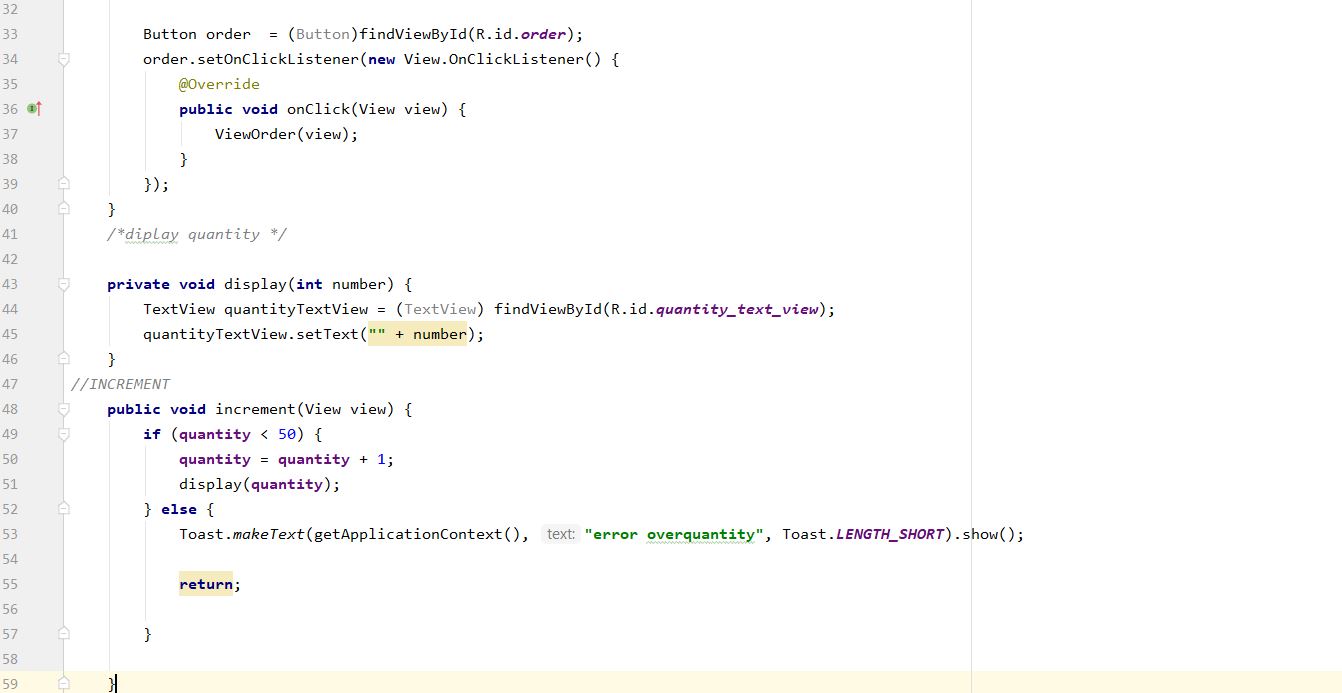 32
33 Button order  = (Button)findViewById(R.id.order);
34 order.setOnClickListener(new View.OnClickListener() {
35 @Override
36 public void onClick(View view) {
37 ViewOrder(view);
38 }
39 });
40 }
41 /*diplay quantity */
42
43 private void display(int number) {
44 TextView quantityTextView = (TextView) findViewById(R.id.quantity_text_view);
45 quantityTextView.setText("" + number);
46 }
47 //INCREMENT
48 public void increment(View view) {
49 if (quantity < 50) {
50 quantity = quantity + 1;
51 display(quantity);
52 } else {
53 Toast.makeText(getApplicationContext(), text: "error overquantity", Toast.LENGTH_SHORT).show();
54
55 return;
56
57 }
58
59 }